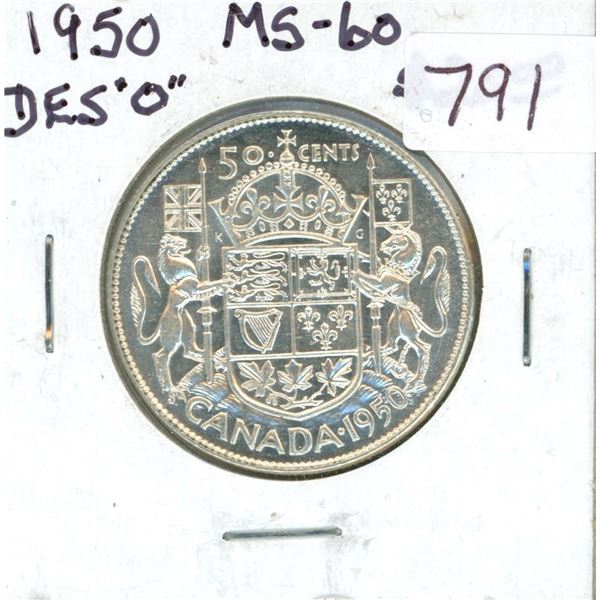 1950 MS-60
DES "O"
791
50 · CENTS
K G
CANADA · 1950